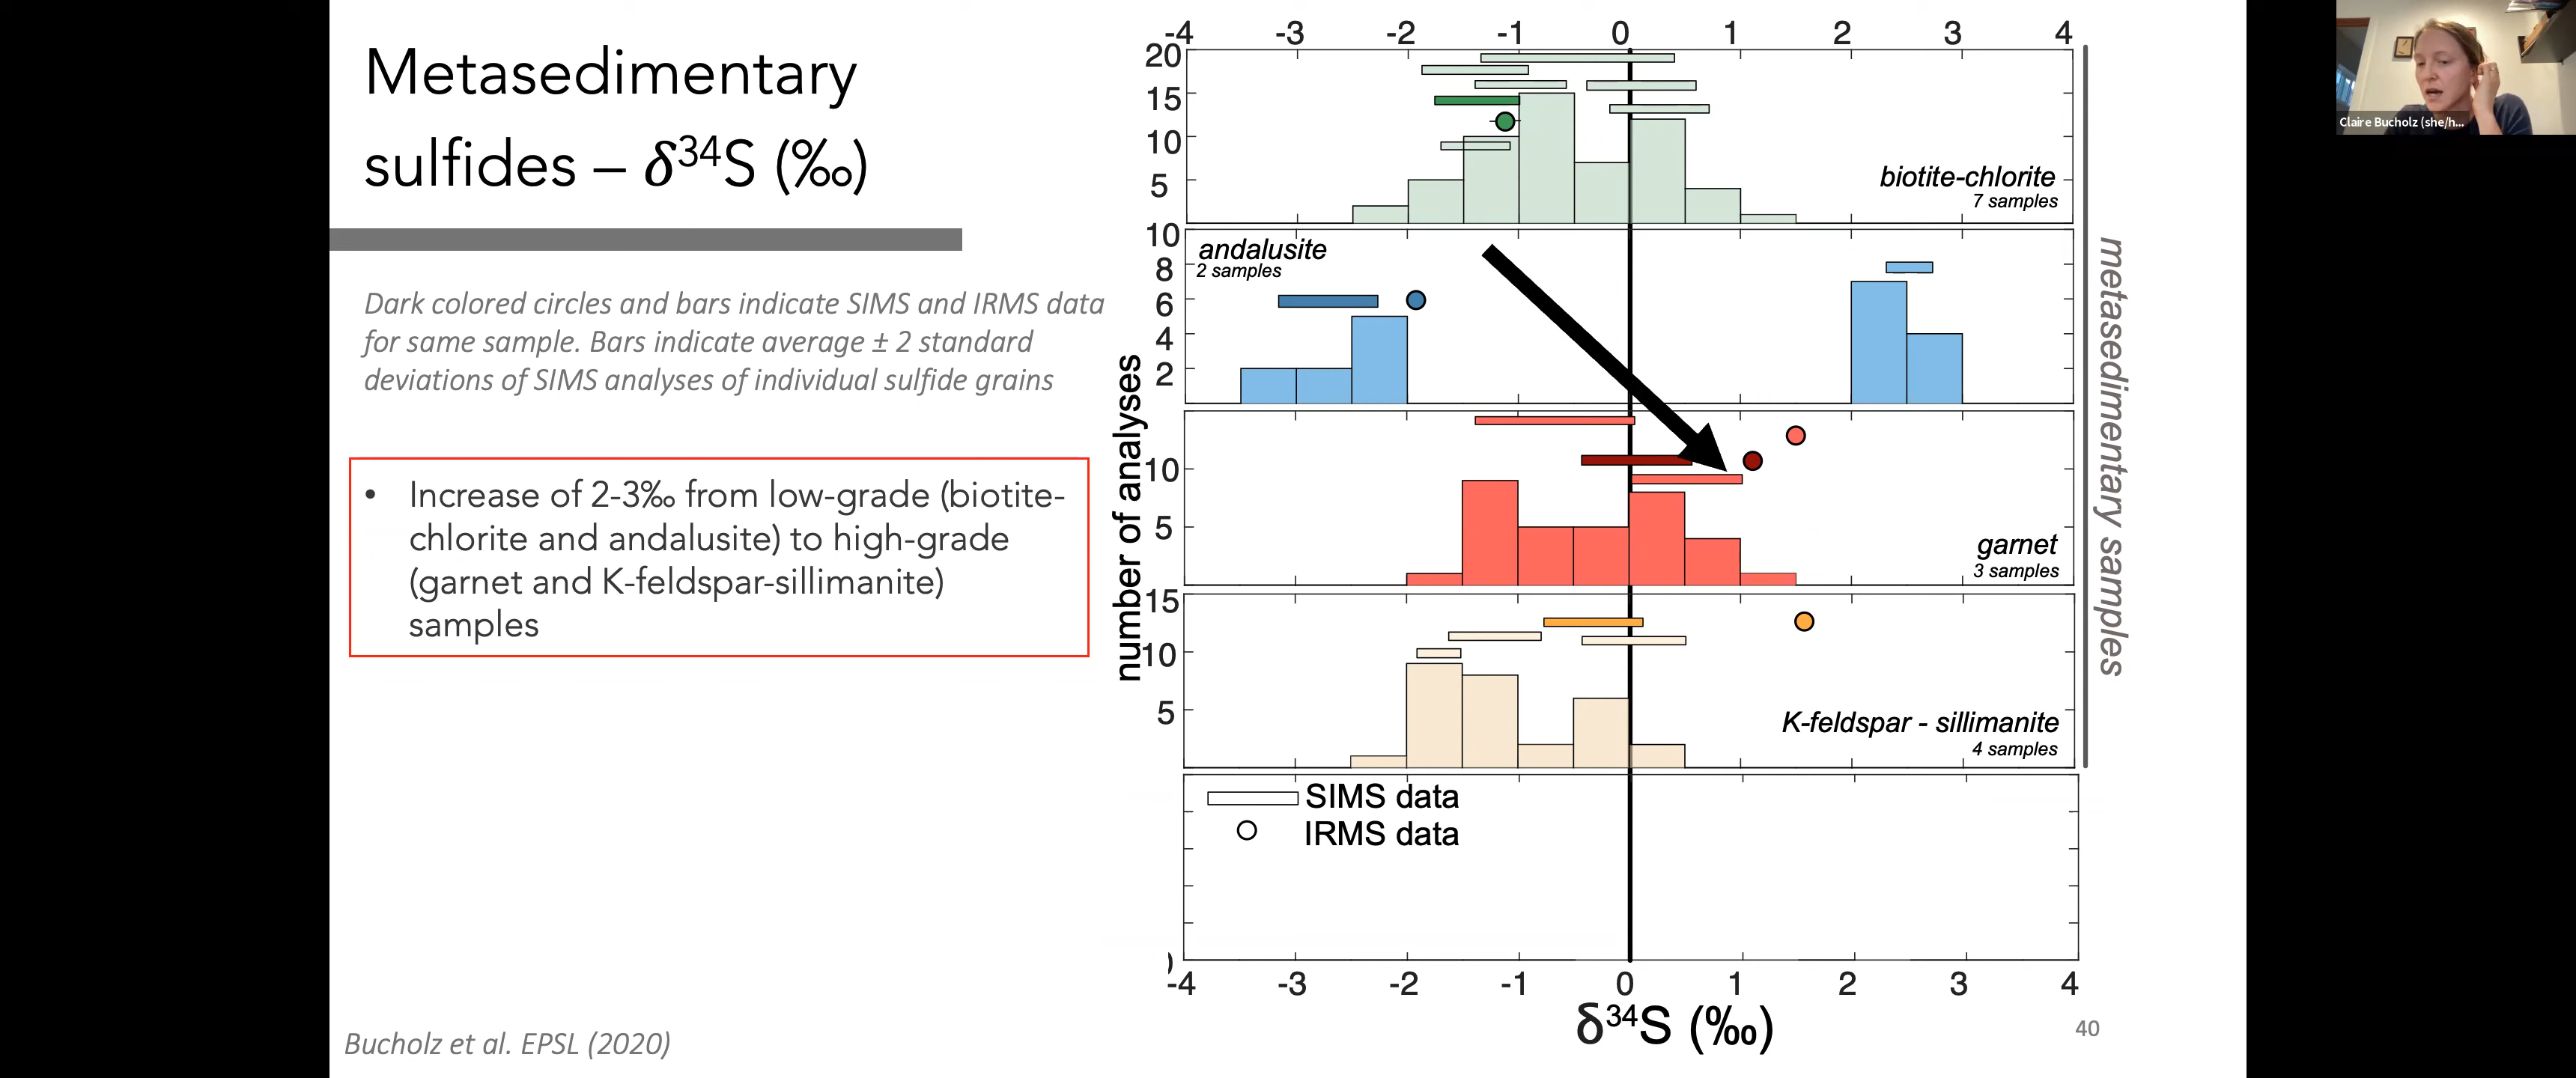 Metasedimentary
sulfides – δ³⁴S (‰)
Dark colored circles and bars indicate SIMS and IRMS data
for same sample. Bars indicate average ± 2 standard
deviations of SIMS analyses of individual sulfide grains
• Increase of 2-3‰ from low-grade (biotite-
chlorite and andalusite) to high-grade
(garnet and K-feldspar-sillimanite)
samples
Bucholz et al. EPSL (2020)
-4 -3 -2 -1 0 1 2 3 4
20
15
10
5
biotite-chlorite
7 samples
10
8
6
4
2
andalusite
2 samples
10
5
garnet
3 samples
15
10
5
K-feldspar - sillimanite
4 samples
number of analyses
metasedimentary samples
SIMS data
IRMS data
-4 -3 -2 -1 0 1 2 3 4
δ³⁴S (‰)
40
Claire Bucholz (she/h...